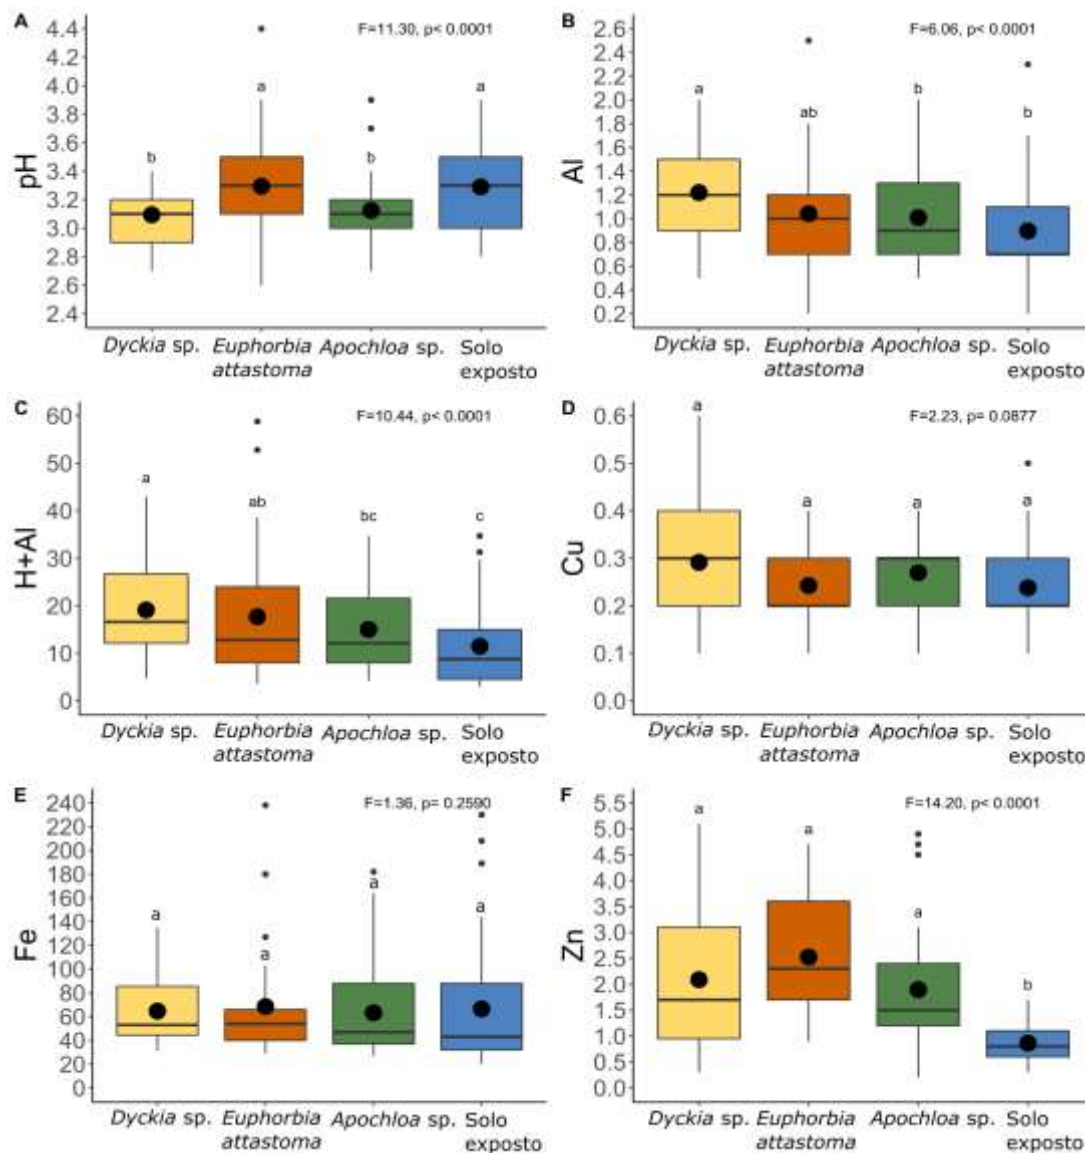 A
F=11.30, p< 0.0001
pH
4.4
4.2
4.0
3.8
3.6
3.4
3.2
3.0
2.8
2.6
2.4
b
a
b
a
Dyckia sp.
Euphorbia
attastoma
Apochloa sp.
Solo
exposto
B
F=6.06, p< 0.0001
Al
2.6
2.4
2.2
2.0
1.8
1.6
1.4
1.2
1.0
0.8
0.6
0.4
0.2
a
ab
b
b
Dyckia sp.
Euphorbia
attastoma
Apochloa sp.
Solo
exposto
C
F=10.44, p< 0.0001
H+Al
60
50
40
30
20
10
0
a
ab
bc
c
Dyckia sp.
Euphorbia
attastoma
Apochloa sp.
Solo
exposto
D
F=2.23, p= 0.0877
Cu
0.6
0.5
0.4
0.3
0.2
0.1
0.0
a
a
a
a
Dyckia sp.
Euphorbia
attastoma
Apochloa sp.
Solo
exposto
E
F=1.36, p= 0.2590
Fe
240
220
200
180
160
140
120
100
80
60
40
20
0
a
a
a
a
Dyckia sp.
Euphorbia
attastoma
Apochloa sp.
Solo
exposto
F
F=14.20, p< 0.0001
Zn
5.5
5.0
4.5
4.0
3.5
3.0
2.5
2.0
1.5
1.0
0.5
0.0
a
a
a
b
Dyckia sp.
Euphorbia
attastoma
Apochloa sp.
Solo
exposto